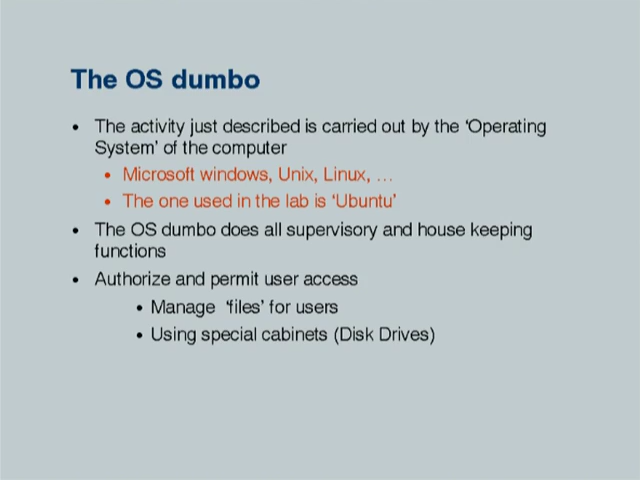 The OS dumbo
• The activity just described is carried out by the ‘Operating
System’ of the computer
• Microsoft windows, Unix, Linux, …
• The one used in the lab is ‘Ubuntu’
• The OS dumbo does all supervisory and house keeping
functions
• Authorize and permit user access
• Manage ‘files’ for users
• Using special cabinets (Disk Drives)